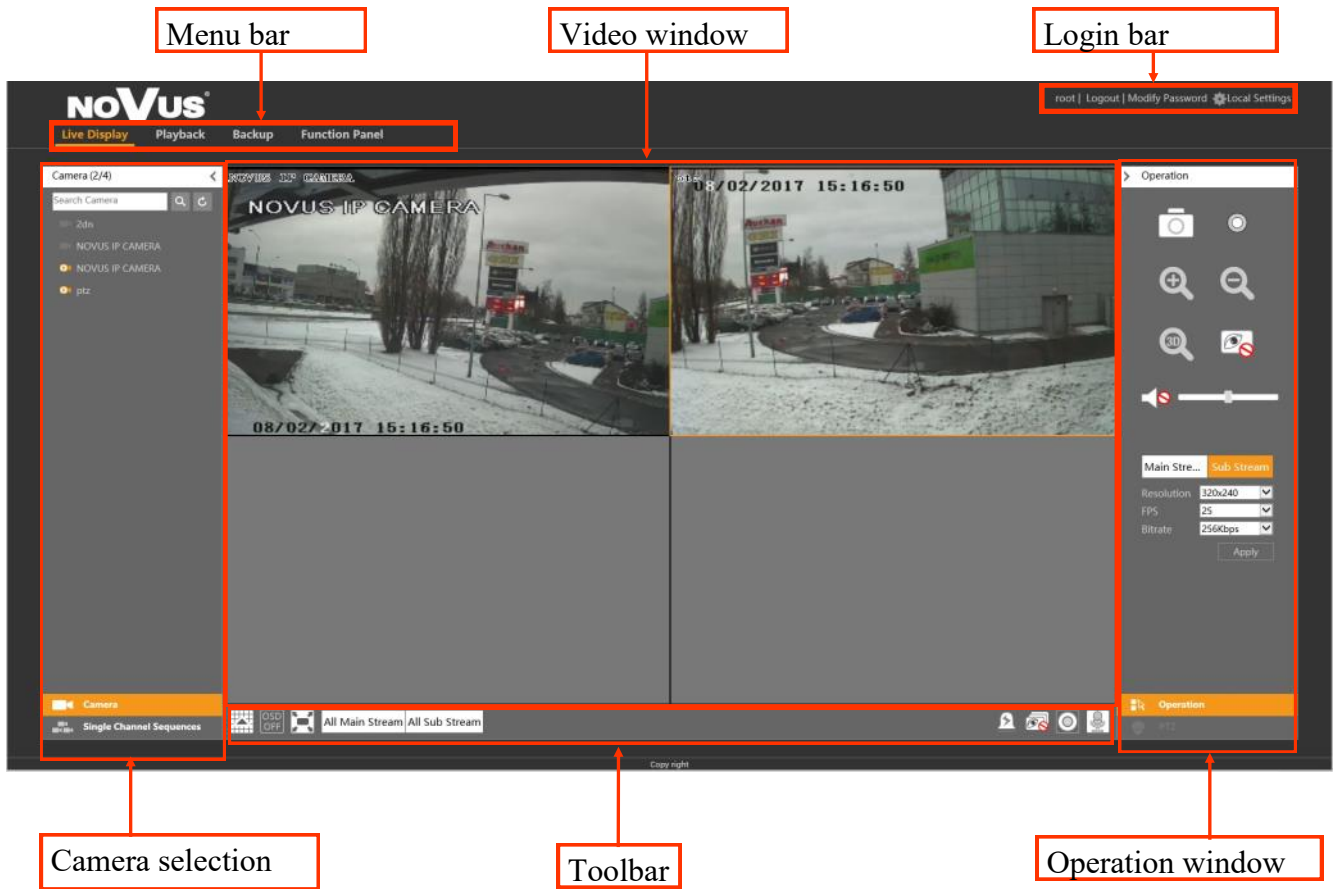 Menu bar
Video window
Login bar
NOVUS
root | Logout | Modify Password Local Settings
Live Display Playback Backup Function Panel
Camera (2/4)
Search Camera
2dn
NOVUS IP CAMERA
NOVUS IP CAMERA
ptz
NOVUS IP CAMERA
NOVUS IP CAMERA
Auchan
08/02/2017 15:16:50
08/02/2017 15:16:50
Auchan
Operation
3D
Main Stre... Sub Stream
Resolution 320x240
FPS 25
Bitrate 256Kbps
Apply
Camera
Single Channel Sequences
OSD
OFF
All Main Stream All Sub Stream
Operation
PTZ
Copy right
Camera selection
Toolbar
Operation window